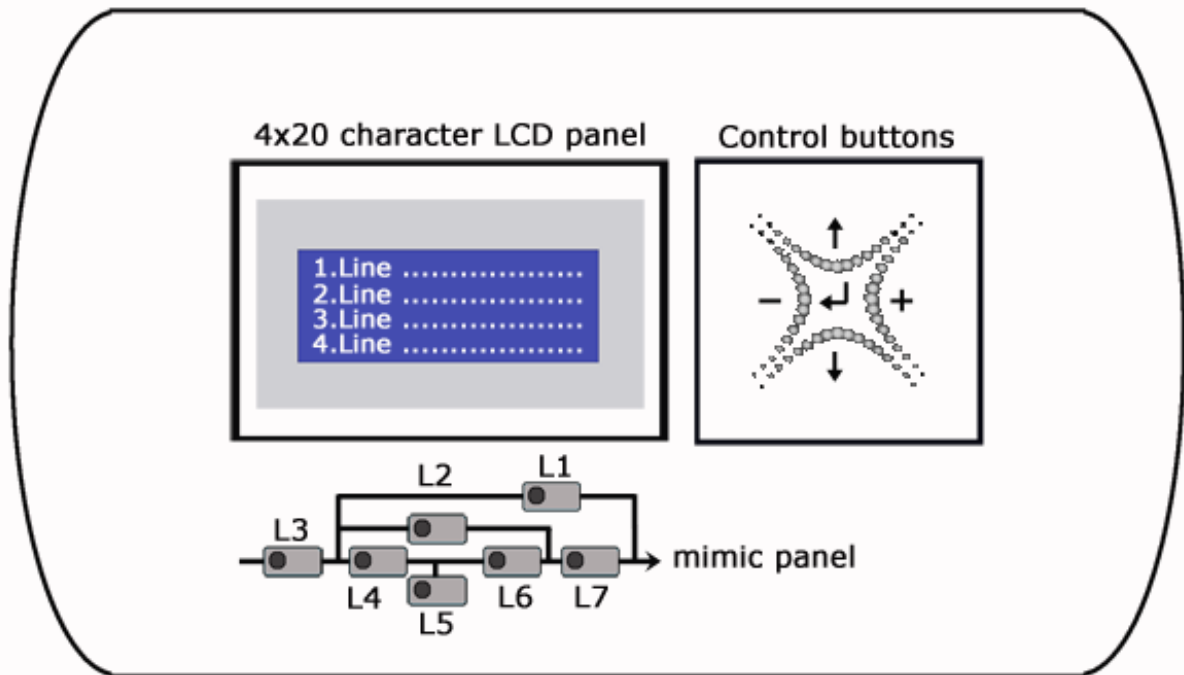 4x20 character LCD panel
Control buttons
1.Line ...................
2.Line ...................
3.Line ...................
4.Line ...................
- +
L1
L2
L3
mimic panel
L4 L6 L7
L5